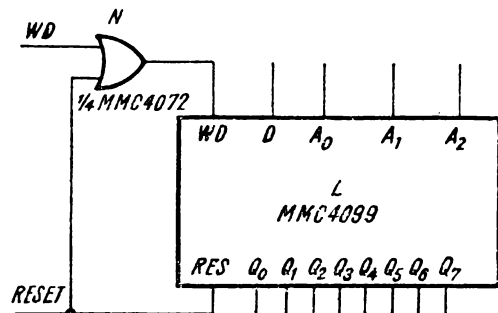 N
WD
1/4 MMC4072
WD D A0 A1 A2
L
MMC4099
RES Q0 Q1 Q2 Q3 Q4 Q5 Q6 Q7
RESET